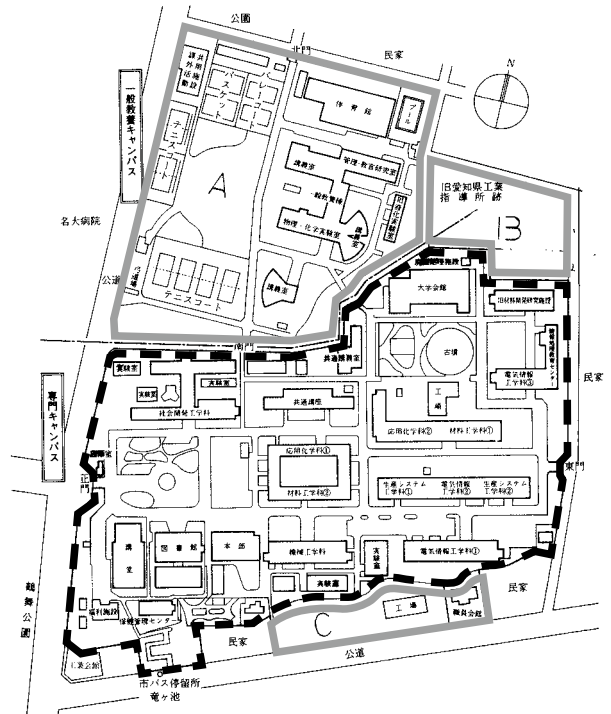 公園
北門
民家
N
課外活動
共用施設
バスケット
バレーコート
体育館
プール
一般教養キャンパス
テニスコート
A
講義室
管理・教育研究室
旧愛知県工業
指導所跡
一般教養棟
B
名大病院
物理・化学実験室
講義室
公道
弓道場
講義室
テニスコート
大学会館
旧材料開発研究施設
南門
共通講義室
古墳
情報処理教育センター
実験室
実験室
実験室
電気情報
工学科③
民家
専門キャンパス
社会開発工学科
共通講座
工場
応用化学科②
材料工学科①
応用化学科①
東門
正門
材料工学科②
生産システム
工学科①
電気情報
工学科②
生産システム
工学科②
講堂
図書館
本部
機械工学科
実験室
電気情報工学科①
実験室
民家
鶴舞公園
福利施設
保健管理センター
民家
C
工場
職員会館
公道
市バス停留所
竜ヶ池